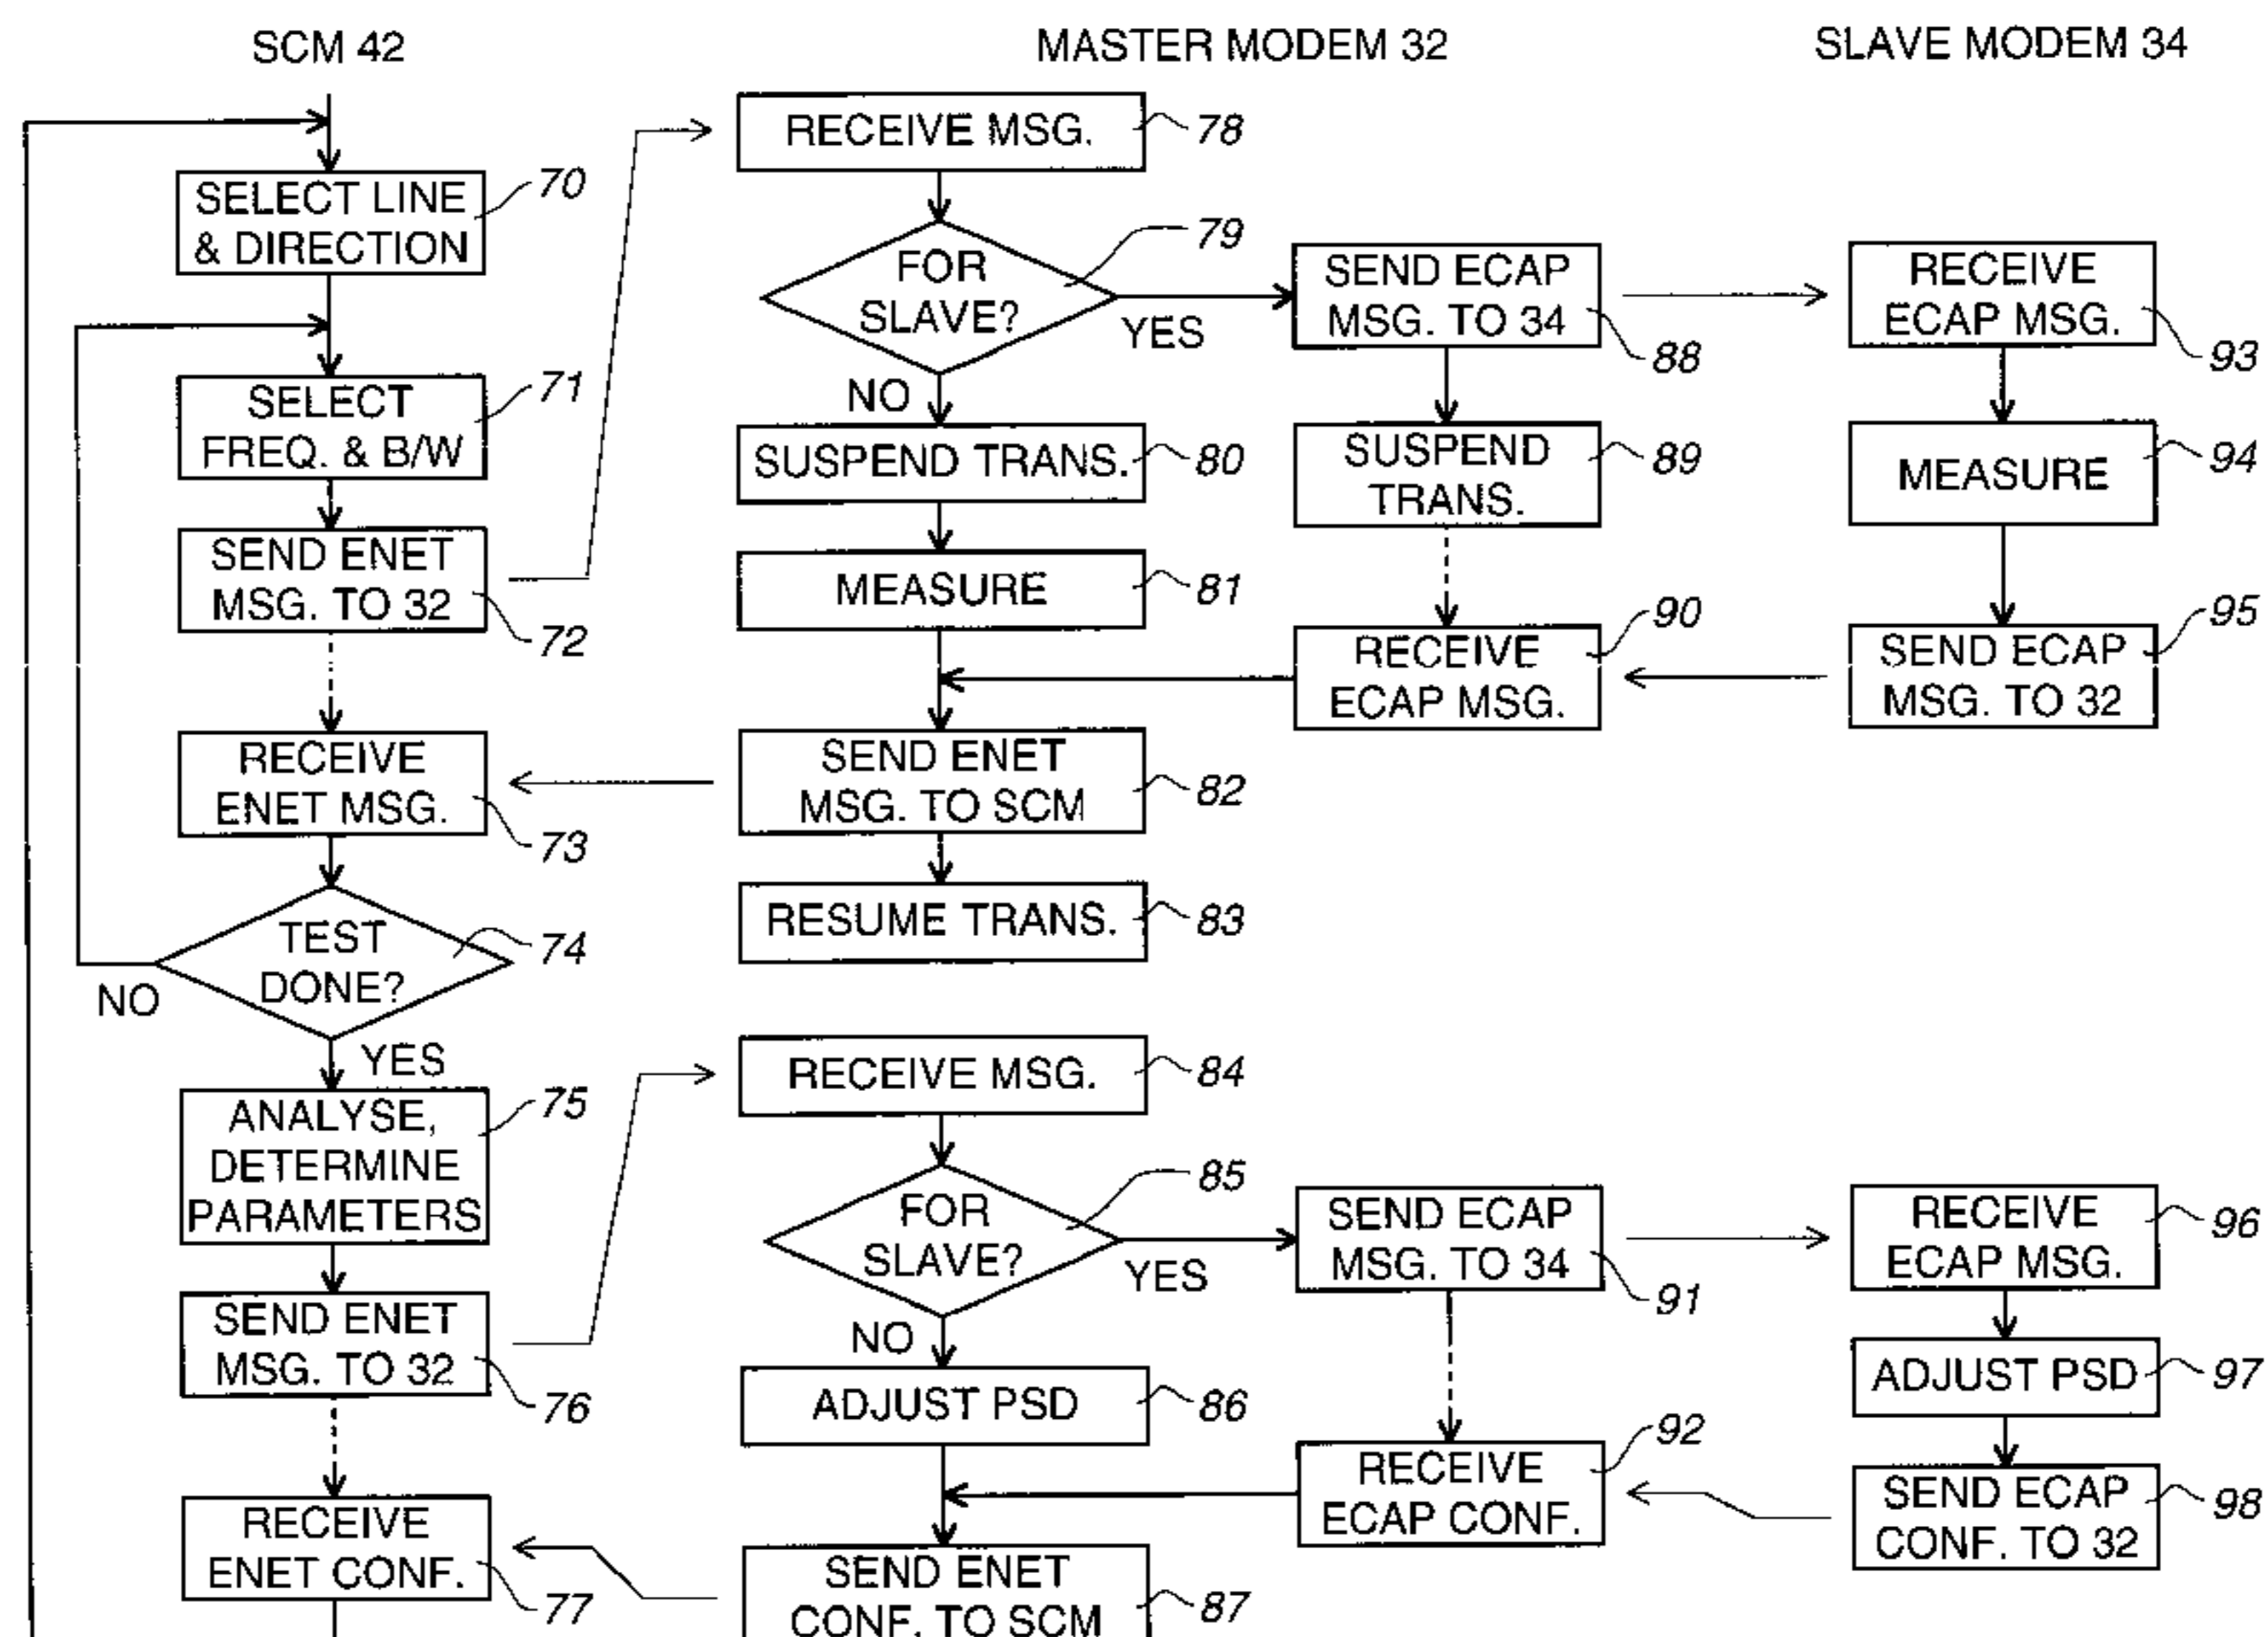 SCM 42
MASTER MODEM 32
SLAVE MODEM 34
SELECT LINE
& DIRECTION
70
SELECT
FREQ. & B/W
71
SEND ENET
MSG. TO 32
72
RECEIVE
ENET MSG.
73
TEST
DONE?
74
NO
YES
ANALYSE,
DETERMINE
PARAMETERS
75
SEND ENET
MSG. TO 32
76
RECEIVE
ENET CONF.
77
RECEIVE MSG.
78
FOR
SLAVE?
79
YES
NO
SUSPEND TRANS.
80
MEASURE
81
SEND ENET
MSG. TO SCM
82
RESUME TRANS.
83
RECEIVE MSG.
84
FOR
SLAVE?
85
YES
NO
ADJUST PSD
86
SEND ENET
CONF. TO SCM
87
SEND ECAP
MSG. TO 34
88
SUSPEND
TRANS.
89
RECEIVE
ECAP MSG.
90
SEND ECAP
MSG. TO 34
91
RECEIVE
ECAP CONF.
92
RECEIVE
ECAP MSG.
93
MEASURE
94
SEND ECAP
MSG. TO 32
95
RECEIVE
ECAP MSG.
96
ADJUST PSD
97
SEND ECAP
CONF. TO 32
98